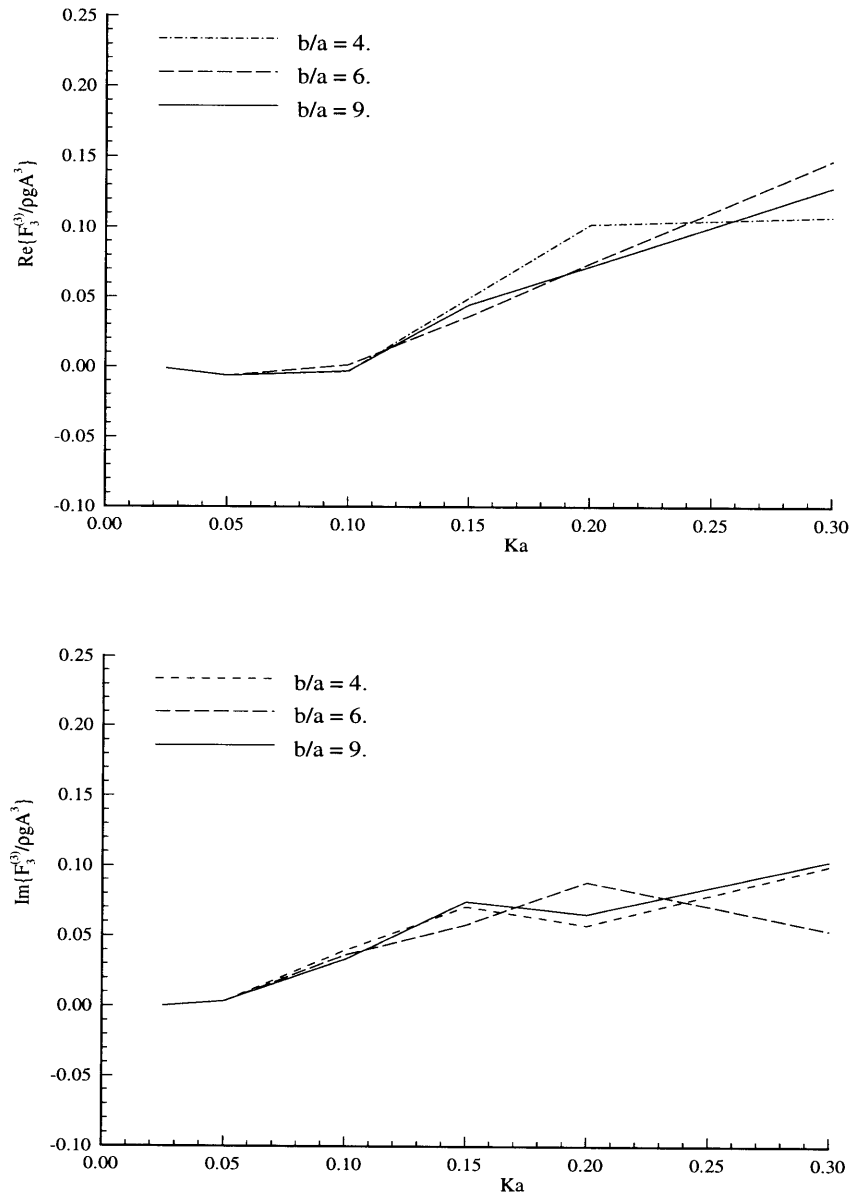 0.25
0.20
0.15
0.10
0.05
0.00
-0.05
-0.10
Re{F₃⁽³⁾/ρgA³}
b/a = 4.
b/a = 6.
b/a = 9.
0.00 0.05 0.10 0.15 0.20 0.25 0.30
Ka
0.25
0.20
0.15
0.10
0.05
0.00
-0.05
-0.10
Im{F₃⁽³⁾/ρgA³}
b/a = 4.
b/a = 6.
b/a = 9.
0.00 0.05 0.10 0.15 0.20 0.25 0.30
Ka